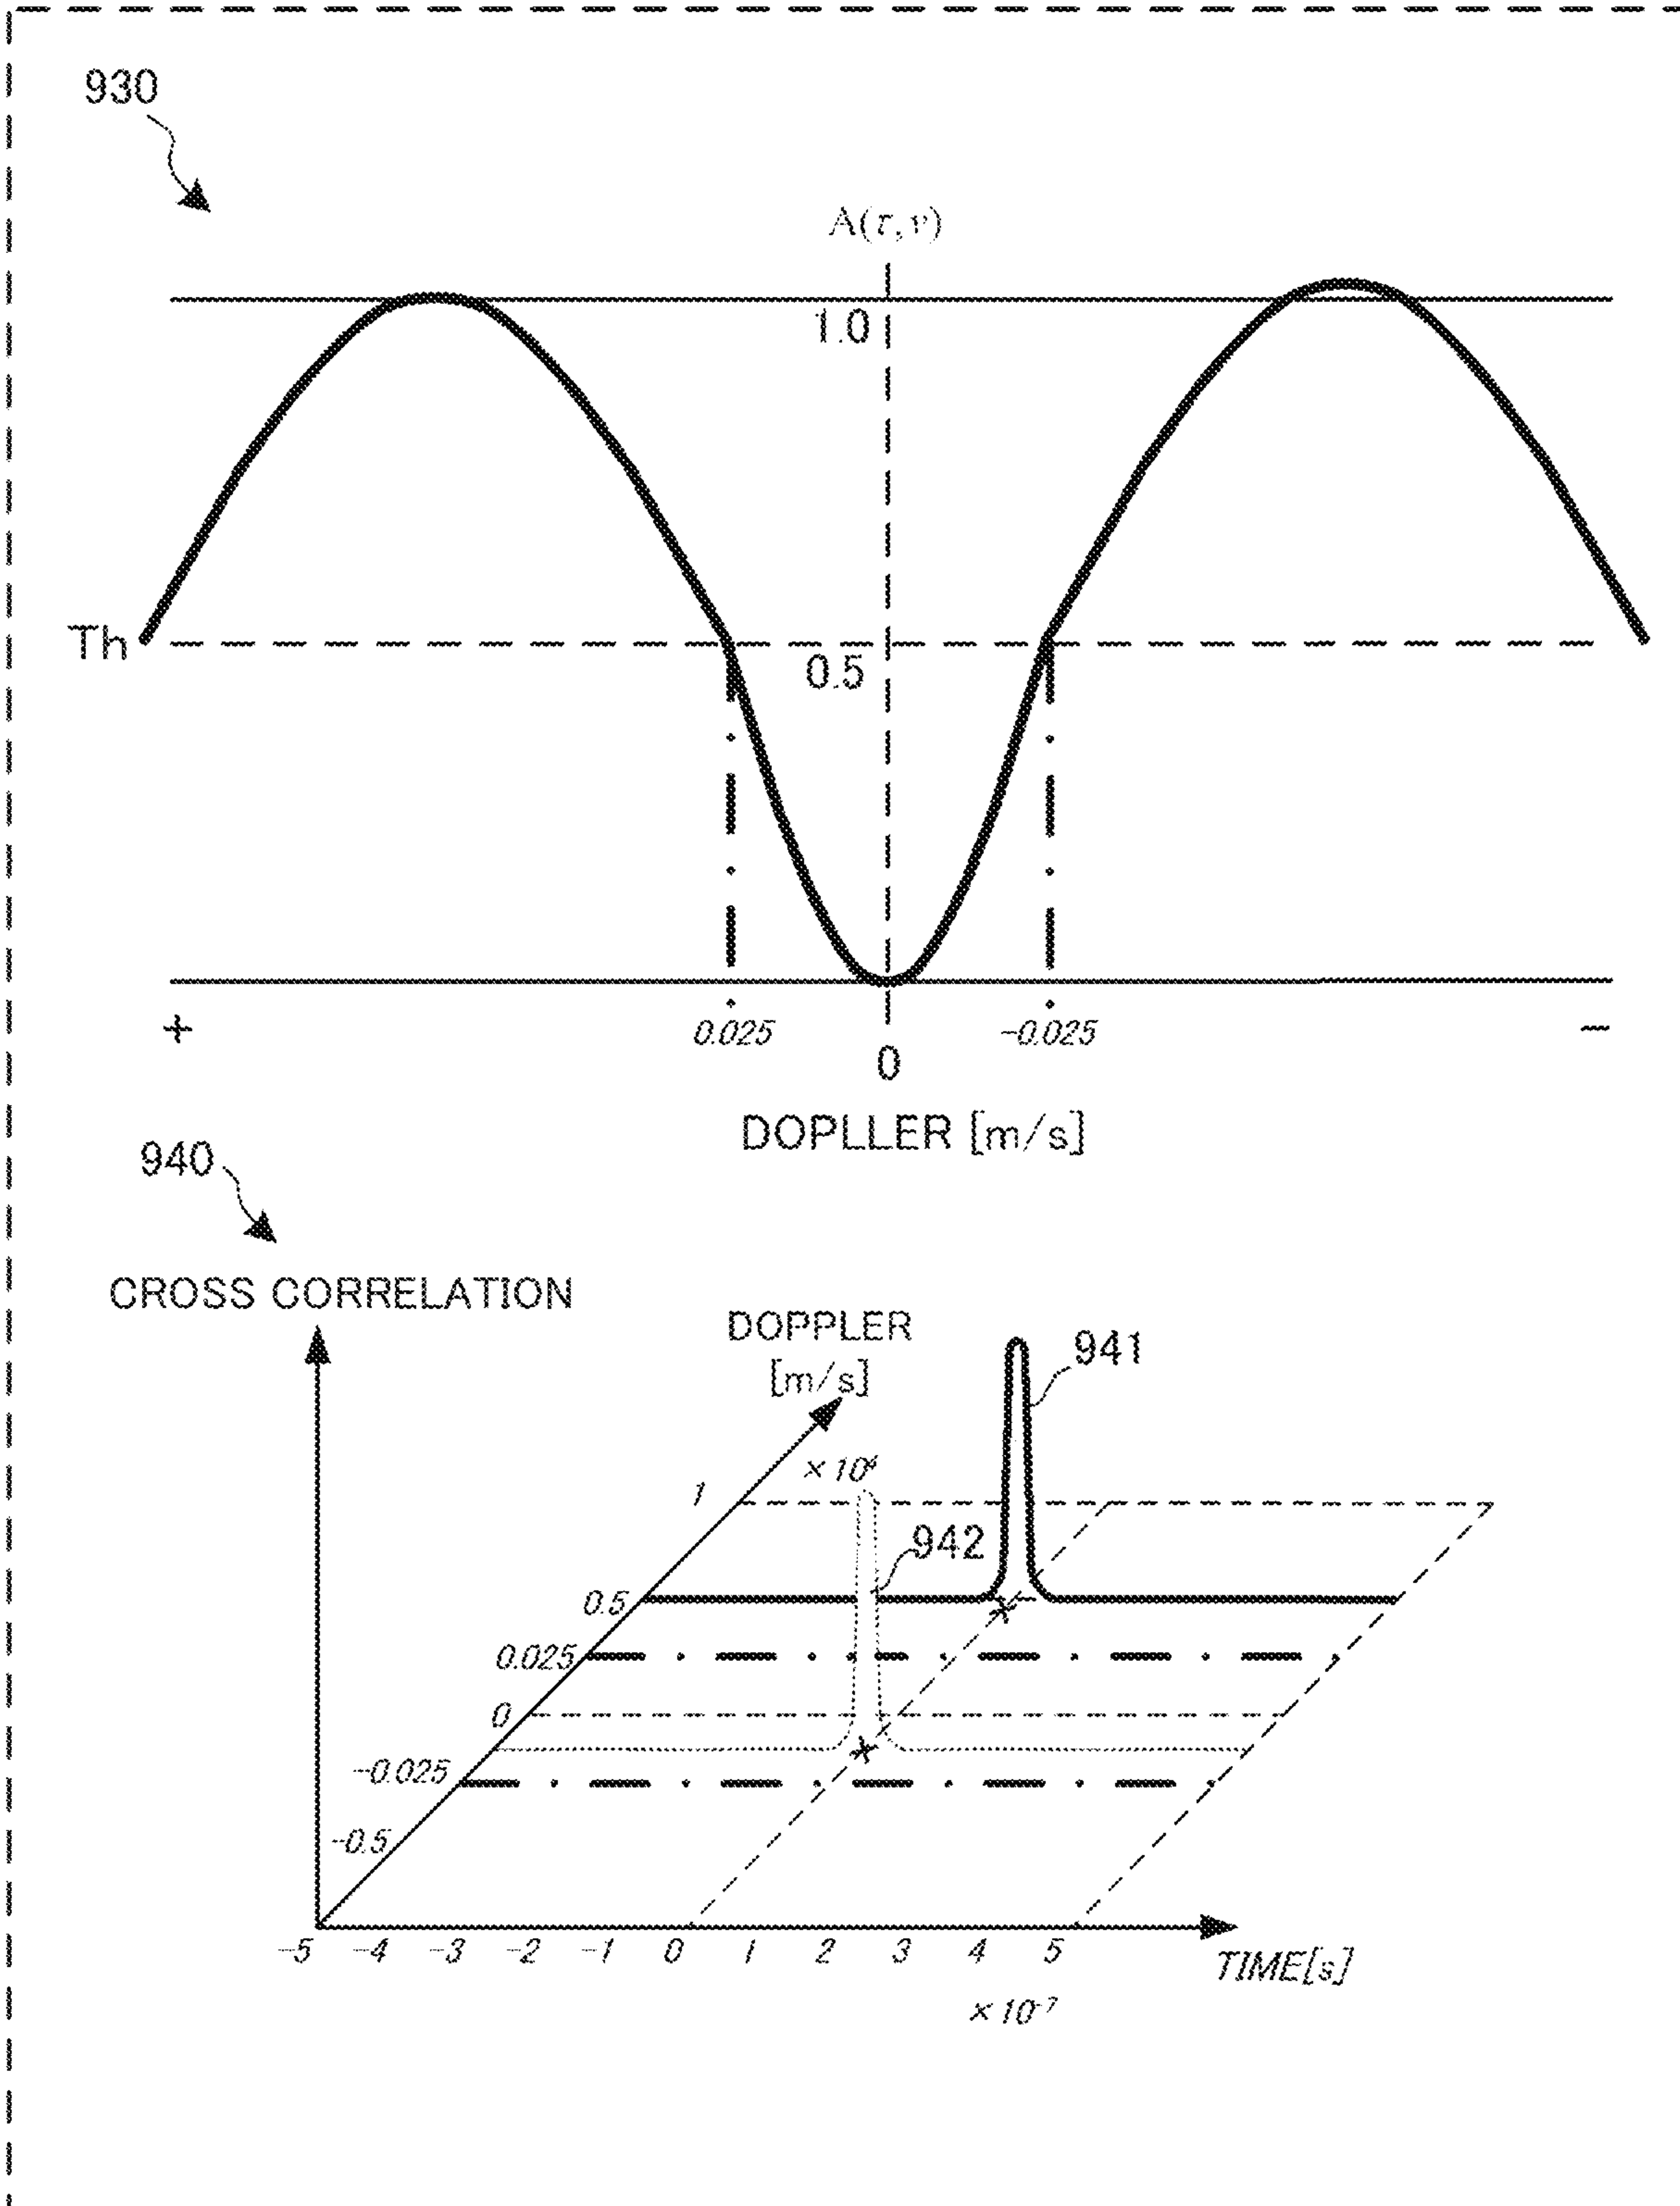 930
A(τ,ν)
1.0
Th
0.5
+
0.025
-0.025
−
0
DOPLLER [m/s]
940
CROSS CORRELATION
DOPPLER
[m/s]
941
1
× 10⁴
942
0.5
0.025
0
-0.025
-0.5
-5 -4 -3 -2 -1 0 1 2 3 4 5
TIME[s]
× 10⁻⁷